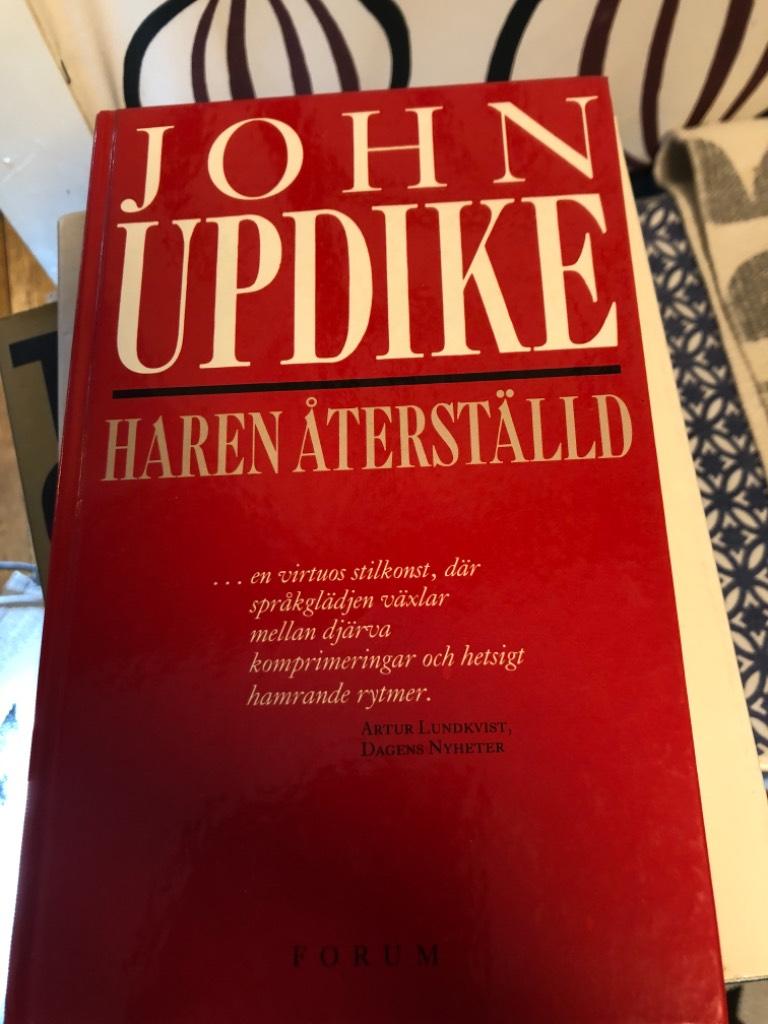 JOHN
UPDIKE
HAREN ÅTERSTÄLLD
... en virtuos stilkonst, där
språkglädjen växlar
mellan djärva
komprimeringar och hetsigt
hamrande rytmer.
ARTUR LUNDKVIST,
DAGENS NYHETER
FORUM